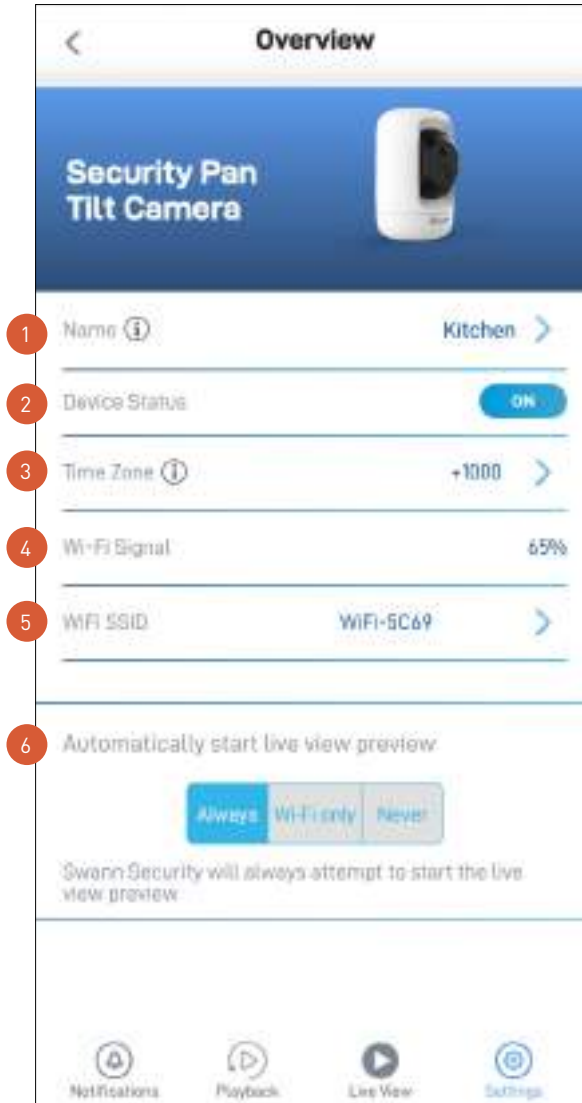 Overview
Security Pan
Tilt Camera
1 Name Kitchen
2 Device Status ON
3 Time Zone +1000
4 Wi-Fi Signal 65%
5 WiFi SSID WiFi-5C69
6 Automatically start live view preview
Always Wi-Fi only Never
Swann Security will always attempt to start the live
view preview
Notifications Playback Live View Settings